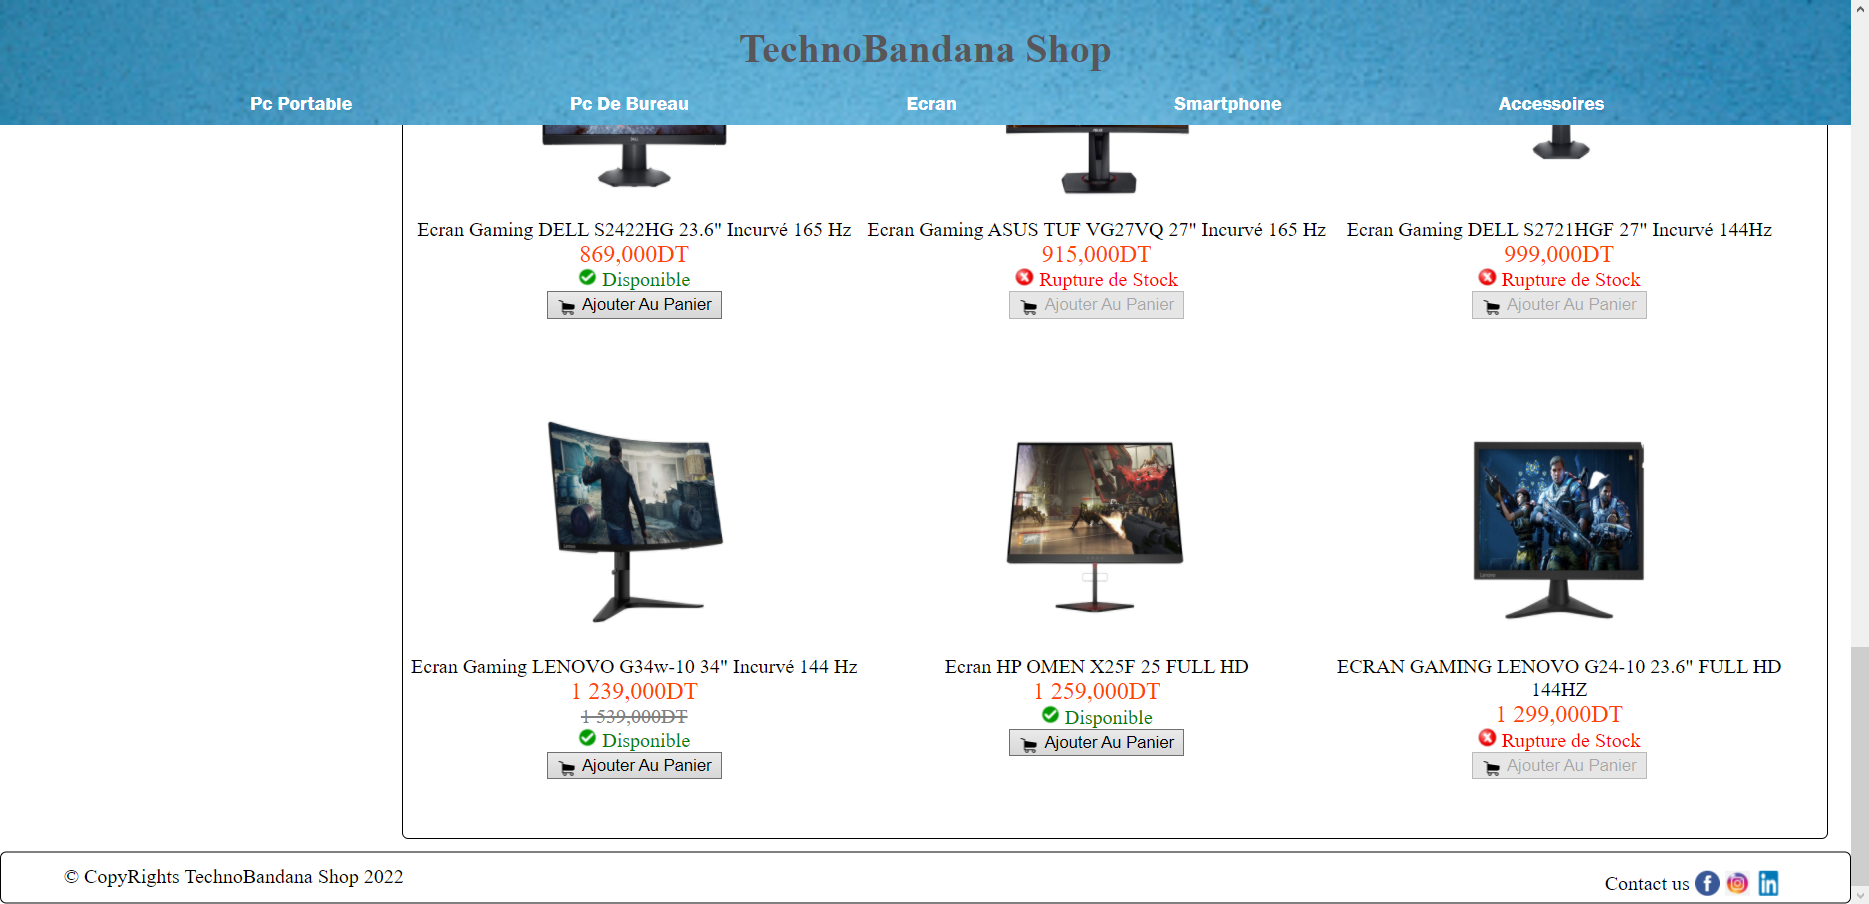 TechnoBandana Shop
Pc Portable
Pc De Bureau
Ecran
Smartphone
Accessoires
Ecran Gaming DELL S2422HG 23.6" Incurvé 165 Hz
869,000DT
Disponible
Ajouter Au Panier
Ecran Gaming ASUS TUF VG27VQ 27" Incurvé 165 Hz
915,000DT
Rupture de Stock
Ajouter Au Panier
Ecran Gaming DELL S2721HGF 27" Incurvé 144Hz
999,000DT
Rupture de Stock
Ajouter Au Panier
Ecran Gaming LENOVO G34w-10 34" Incurvé 144 Hz
1 239,000DT
1 539,000DT
Disponible
Ajouter Au Panier
Ecran HP OMEN X25F 25 FULL HD
1 259,000DT
Disponible
Ajouter Au Panier
ECRAN GAMING LENOVO G24-10 23.6" FULL HD
144HZ
1 299,000DT
Rupture de Stock
Ajouter Au Panier
© CopyRights TechnoBandana Shop 2022
Contact us